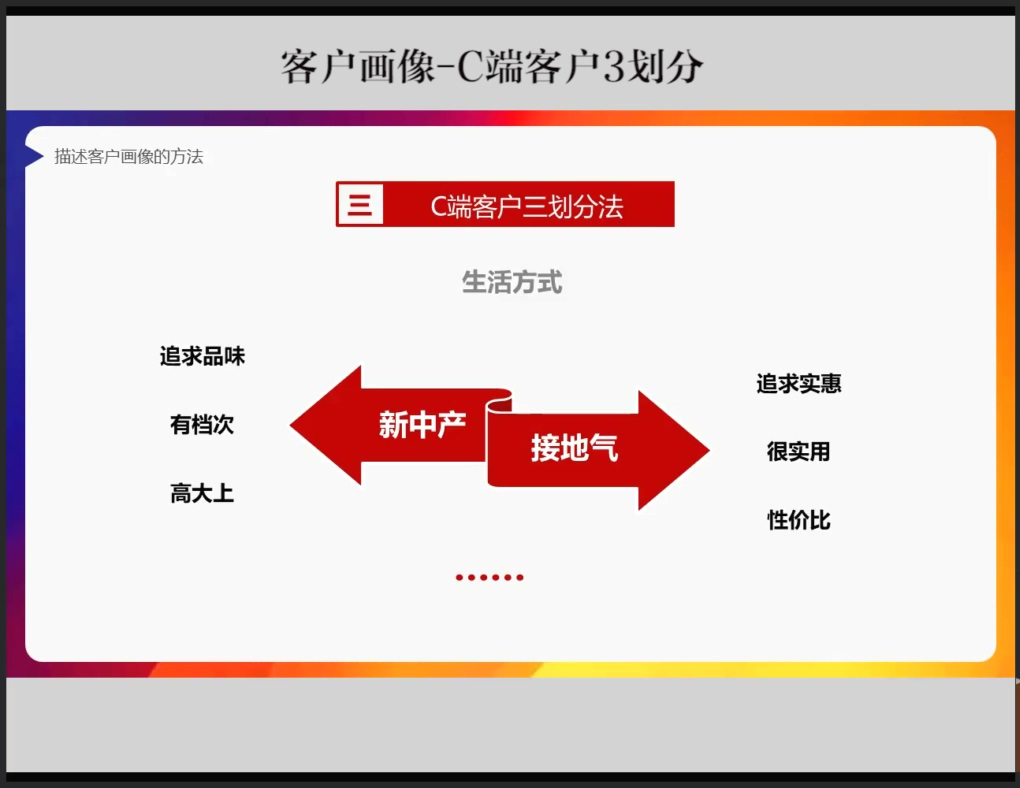 客户画像-C端客户3划分
描述客户画像的方法
三 C端客户三划分法
生活方式
追求品味
有档次
高大上
新中产
接地气
追求实惠
很实用
性价比
......